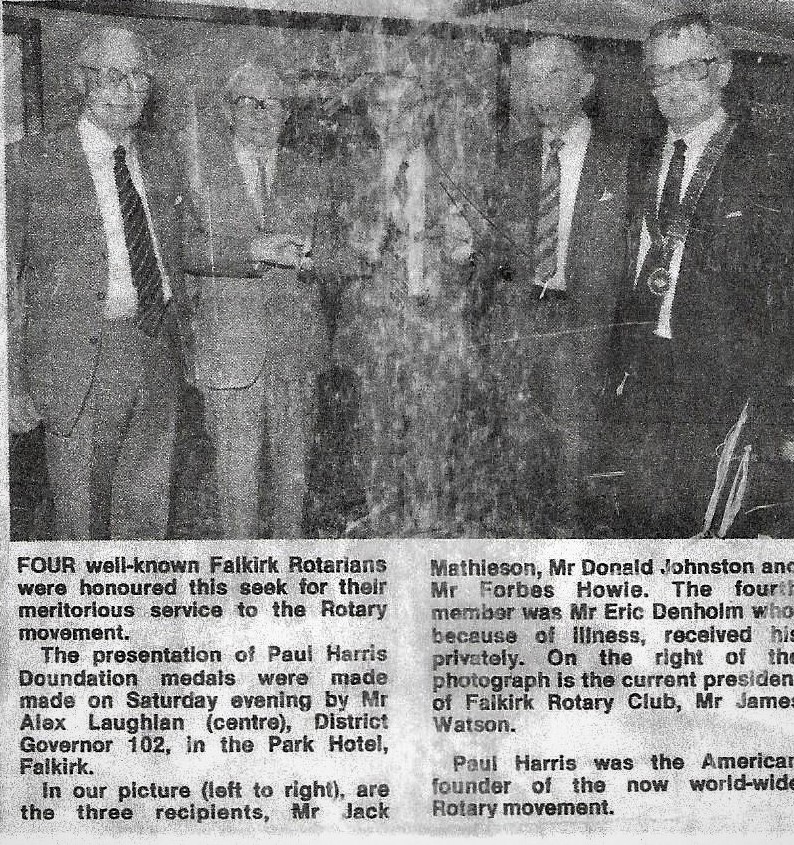 FOUR well-known Falkirk Rotarians
were honoured this seek for their
meritorious service to the Rotary
movement.
The presentation of Paul Harris
Doundation medals were made
made on Saturday evening by Mr
Alex Laughlan (centre), District
Governor 102, in the Park Hotel,
Falkirk.
In our picture (left to right), are
the three recipients, Mr Jack
Mathieson, Mr Donald Johnston and
Mr Forbes Howie. The fourth
member was Mr Eric Denholm who
because of illness, received his
privately. On the right of the
photograph is the current presiden
of Falkirk Rotary Club, Mr James
Watson.
Paul Harris was the American
founder of the now world-wide
Rotary movement.